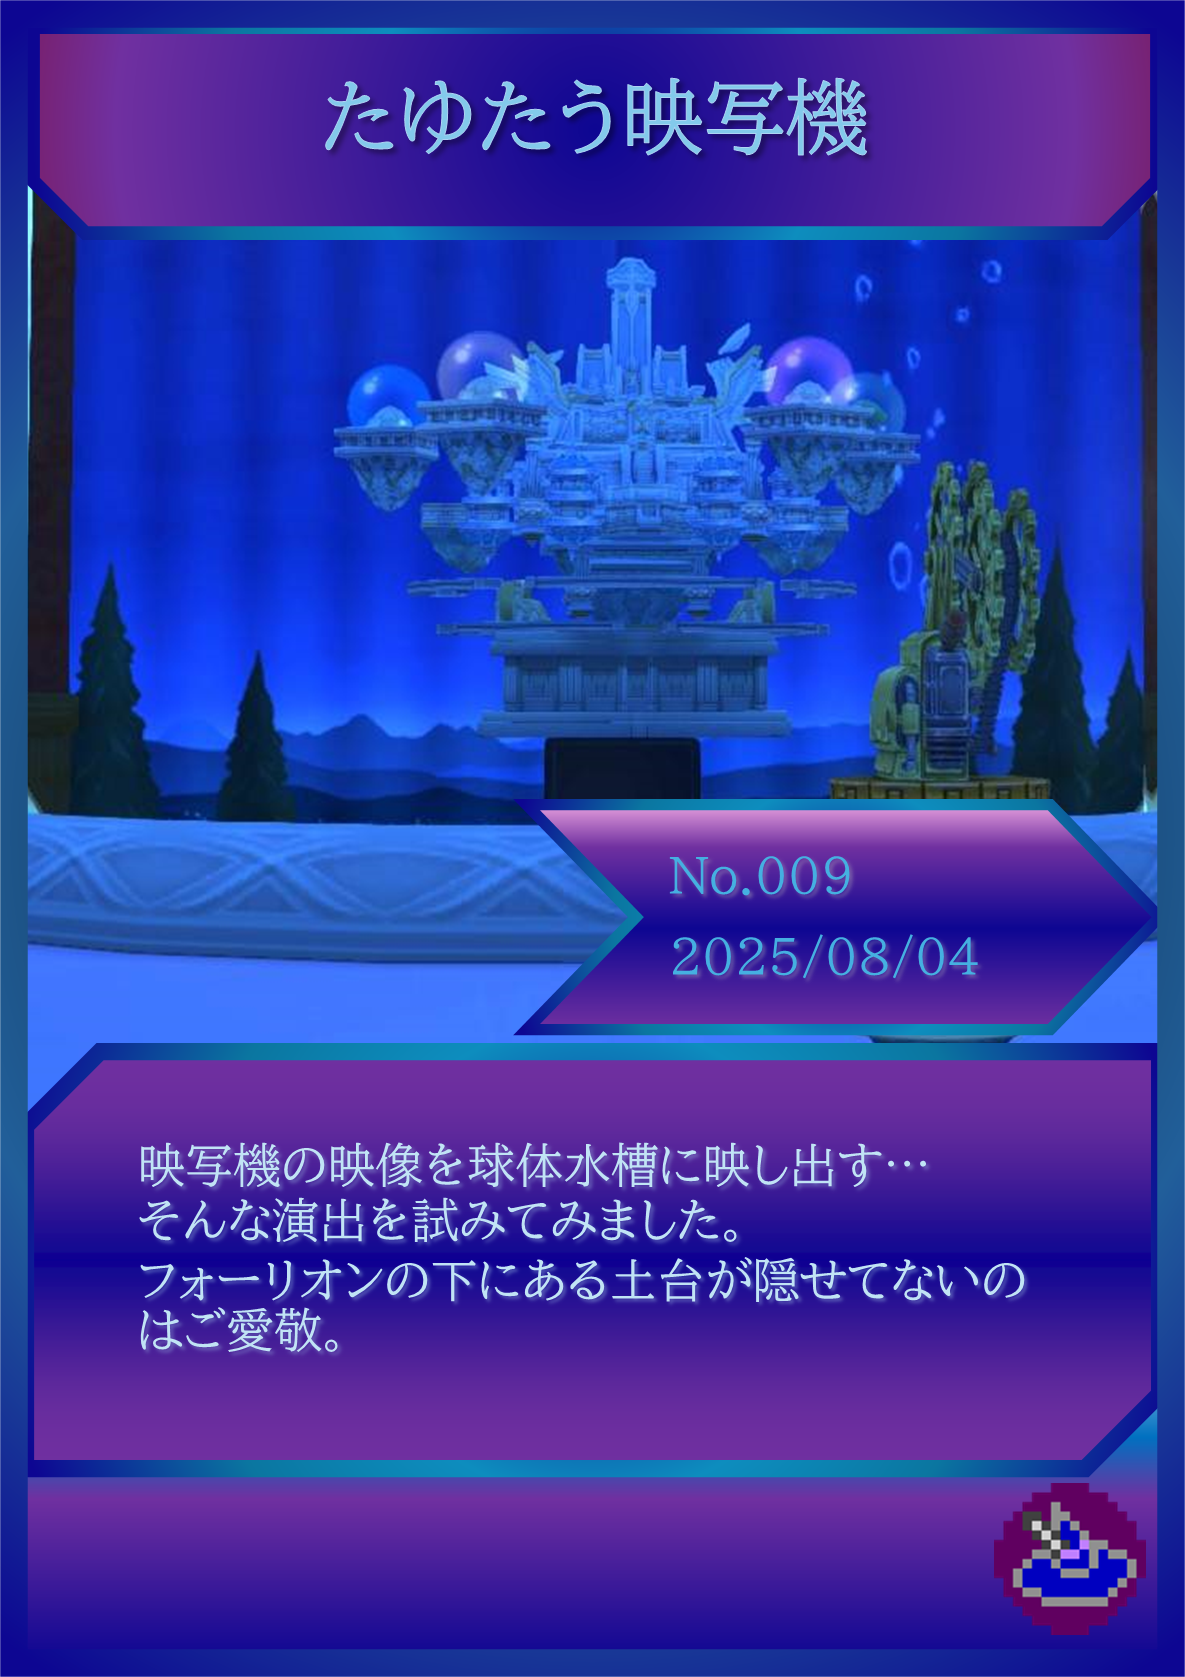 たゆたう映写機
No.009
2025/08/04
映写機の映像を球体水槽に映し出す…
そんな演出を試みてみました。
フォーリオンの下にある土台が隠せてないの
はご愛敬。